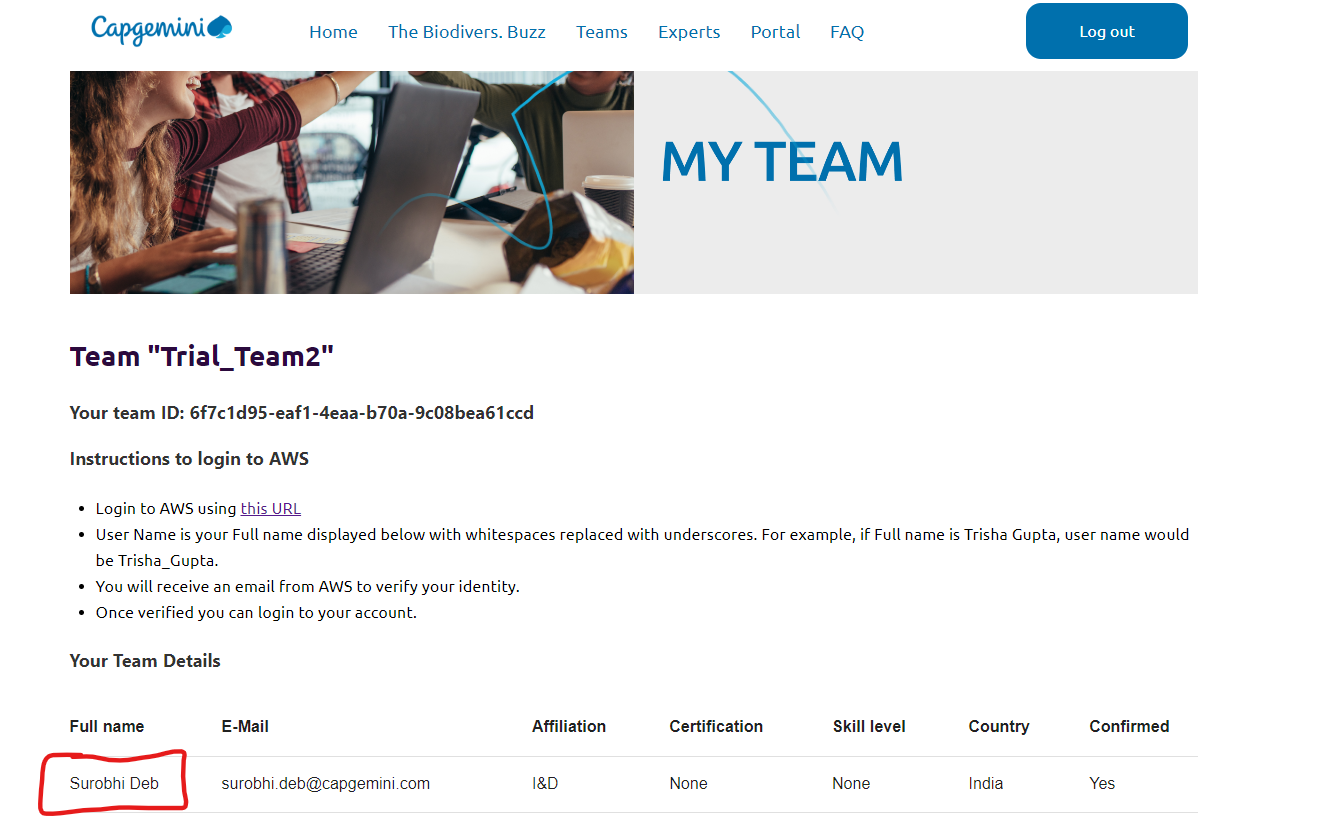 Capgemini
Home The Biodivers. Buzz Teams Experts Portal FAQ Log out
MY TEAM
Team "Trial_Team2"
Your team ID: 6f7c1d95-eaf1-4eaa-b70a-9c08bea61ccd
Instructions to login to AWS
Login to AWS using this URL
User Name is your Full name displayed below with whitespaces replaced with underscores. For example, if Full name is Trisha Gupta, user name would
be Trisha_Gupta.
You will receive an email from AWS to verify your identity.
Once verified you can login to your account.
Your Team Details
Full name E-Mail Affiliation Certification Skill level Country Confirmed
Surobhi Deb surobhi.deb@capgemini.com I&D None None India Yes